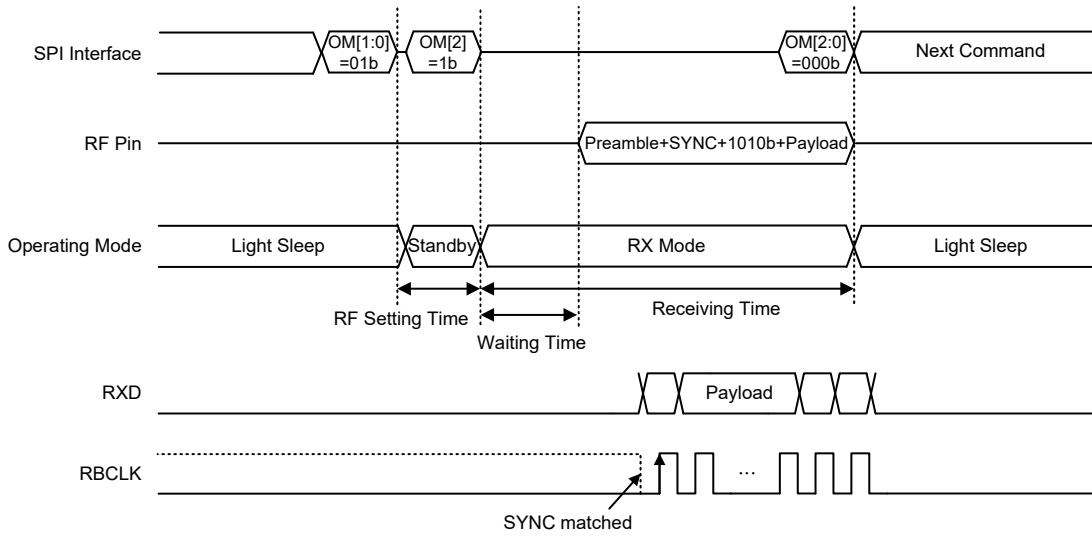 SPI Interface
OM[1:0]
=01b
OM[2]
=1b
OM[2:0]
=000b
Next Command
RF Pin
Preamble+SYNC+1010b+Payload
Operating Mode
Light Sleep
Standby
RX Mode
Light Sleep
RF Setting Time
Receiving Time
Waiting Time
RXD
Payload
RBCLK
...
SYNC matched